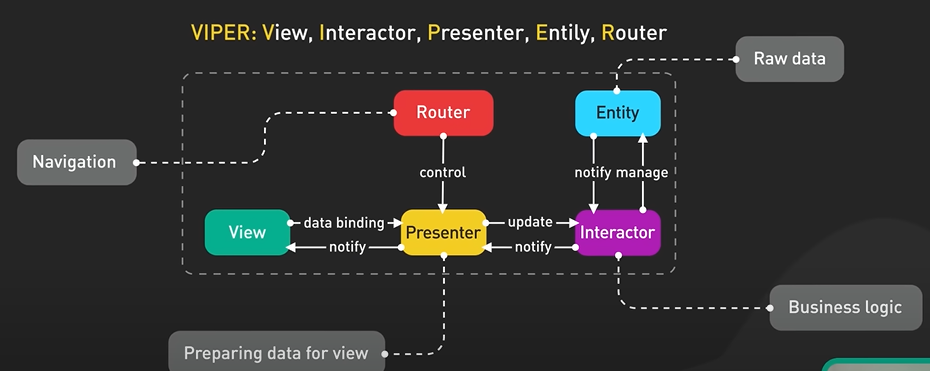 VIPER: View, Interactor, Presenter, Entily, Router
Raw data
Router
Entity
Navigation
control
notify manage
View
data binding
Presenter
update
Interactor
notify
notify
Business logic
Preparing data for view